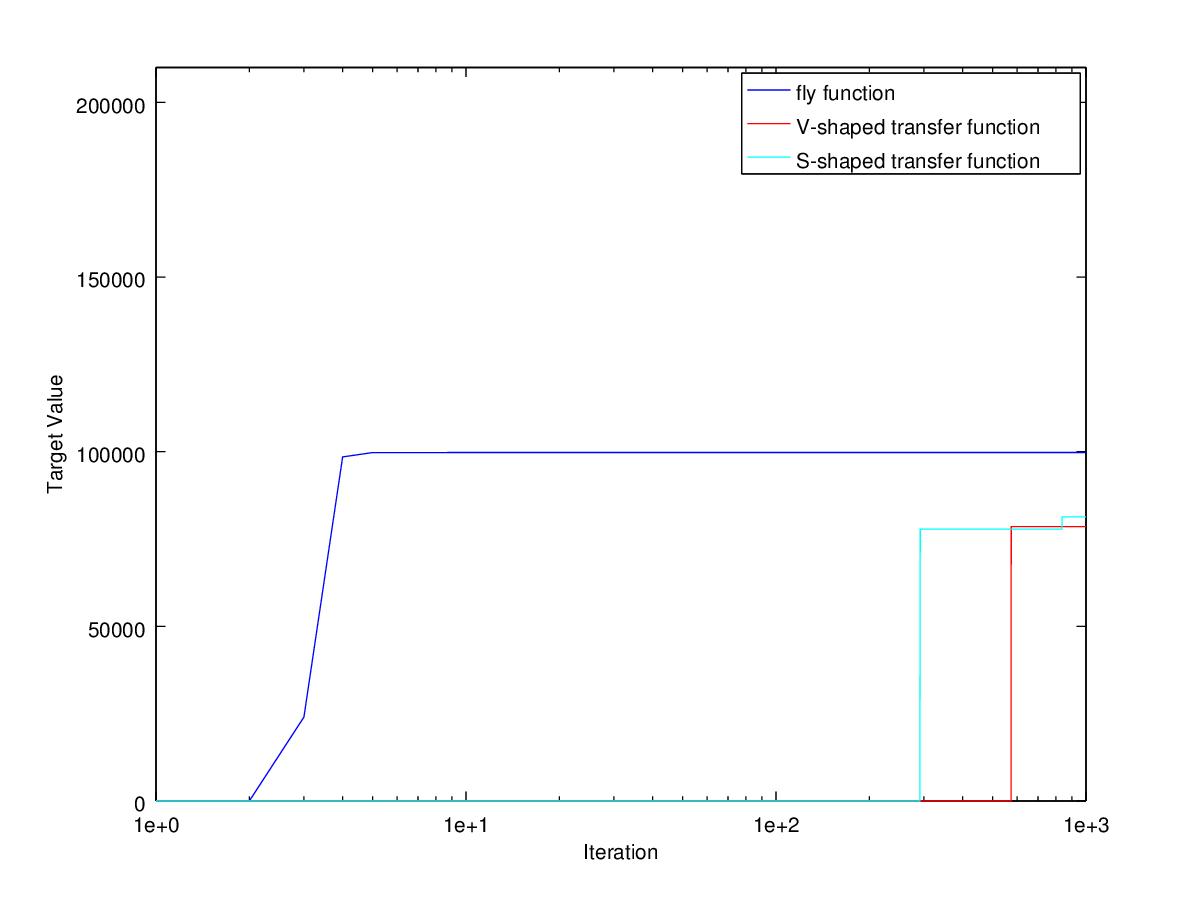 200000
150000
100000
50000
0
1e+0
1e+1
1e+2
1e+3
Target Value
Iteration
fly function
V-shaped transfer function
S-shaped transfer function